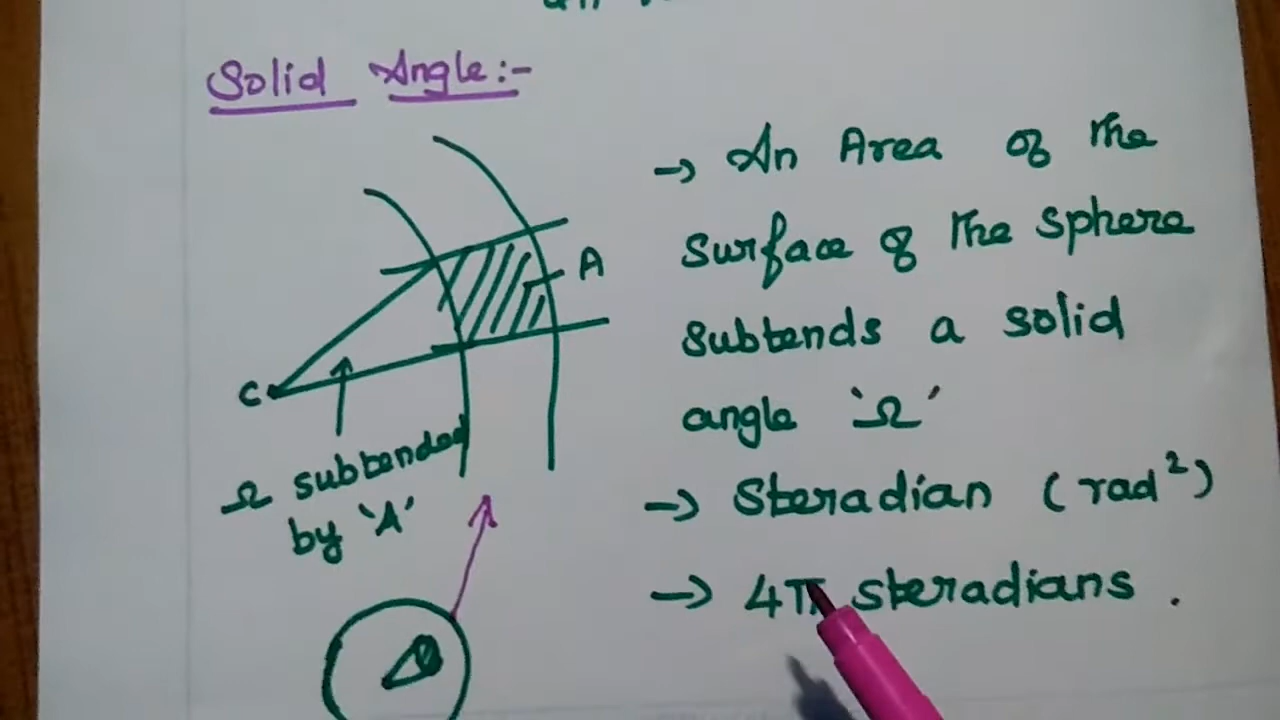 Solid Angle:-
→ An Area of the
surface of the sphere
subtends a solid
angle 'Ω'
→ Steradian (rad²)
→ 4π steradians.
A
C
Ω subtended
by 'A'